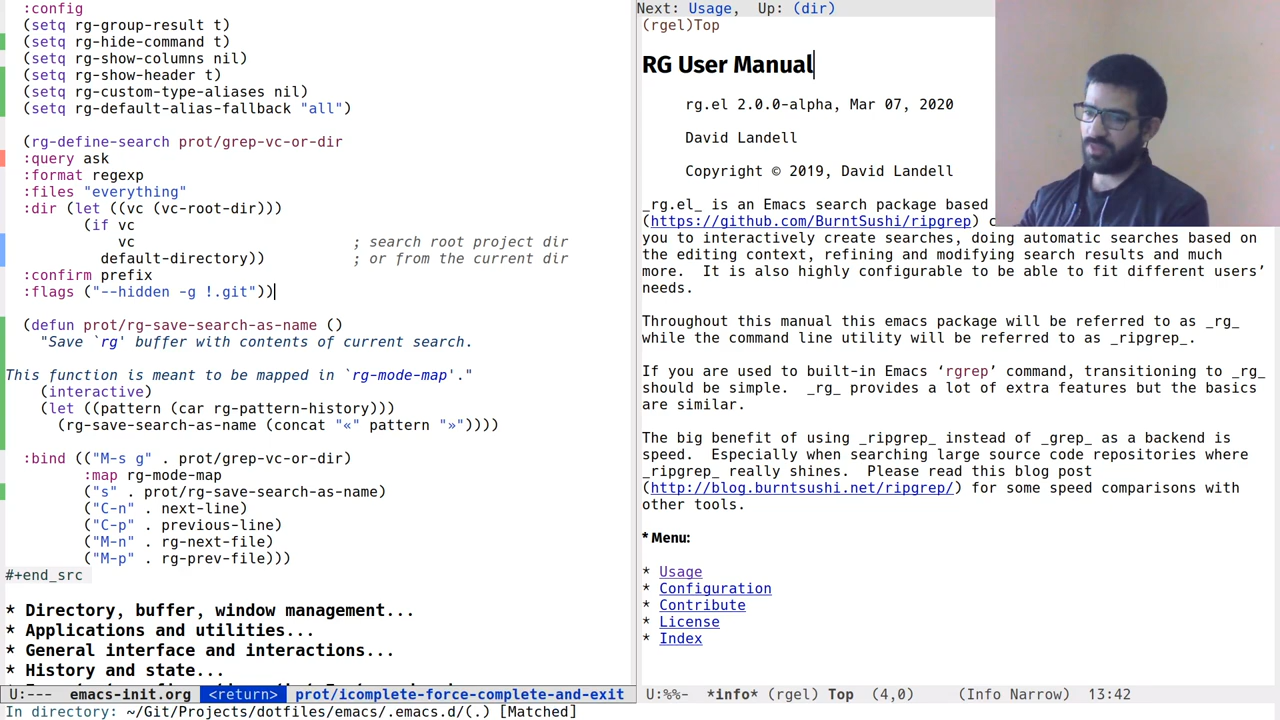 :config
(setq rg-group-result t)
(setq rg-hide-command t)
(setq rg-show-columns nil)
(setq rg-show-header t)
(setq rg-custom-type-aliases nil)
(setq rg-default-alias-fallback "all")
(rg-define-search prot/grep-vc-or-dir
:query ask
:format regexp
:files "everything"
:dir (let ((vc (vc-root-dir)))
(if vc
vc ; search root project dir
default-directory)) ; or from the current dir
:confirm prefix
:flags ("--hidden -g !.git"))
(defun prot/rg-save-search-as-name ()
"Save `rg' buffer with contents of current search.
This function is meant to be mapped in `rg-mode-map'."
(interactive)
(let ((pattern (car rg-pattern-history)))
(rg-save-search-as-name (concat "«" pattern "»"))))
:bind (("M-s g" . prot/grep-vc-or-dir)
:map rg-mode-map
("s" . prot/rg-save-search-as-name)
("C-n" . next-line)
("C-p" . previous-line)
("M-n" . rg-next-file)
("M-p" . rg-prev-file)))
#+end_src
* Directory, buffer, window management...
* Applications and utilities...
* General interface and interactions...
* History and state...
U:--- emacs-init.org <return> prot/icomplete-force-complete-and-exit
In directory: ~/Git/Projects/dotfiles/emacs/.emacs.d/(.) [Matched]
Next: Usage, Up: (dir)
(rgel)Top
RG User Manual
rg.el 2.0.0-alpha, Mar 07, 2020
David Landell
Copyright © 2019, David Landell
_rg.el_ is an Emacs search package based
(https://github.com/BurntSushi/ripgrep) c
you to interactively create searches, doing automatic searches based on
the editing context, refining and modifying search results and much
more. It is also highly configurable to be able to fit different users’
needs.
Throughout this manual this emacs package will be referred to as _rg_
while the command line utility will be referred to as _ripgrep_.
If you are used to built-in Emacs ‘rgrep’ command, transitioning to _rg_
should be simple. _rg_ provides a lot of extra features but the basics
are similar.
The big benefit of using _ripgrep_ instead of _grep_ as a backend is
speed. Especially when searching large source code repositories where
_ripgrep_ really shines. Please read this blog post
(http://blog.burntsushi.net/ripgrep/) for some speed comparisons with
other tools.
* Menu:
* Usage
* Configuration
* Contribute
* License
* Index
U:%%- *info* (rgel) Top (4,0) (Info Narrow) 13:42